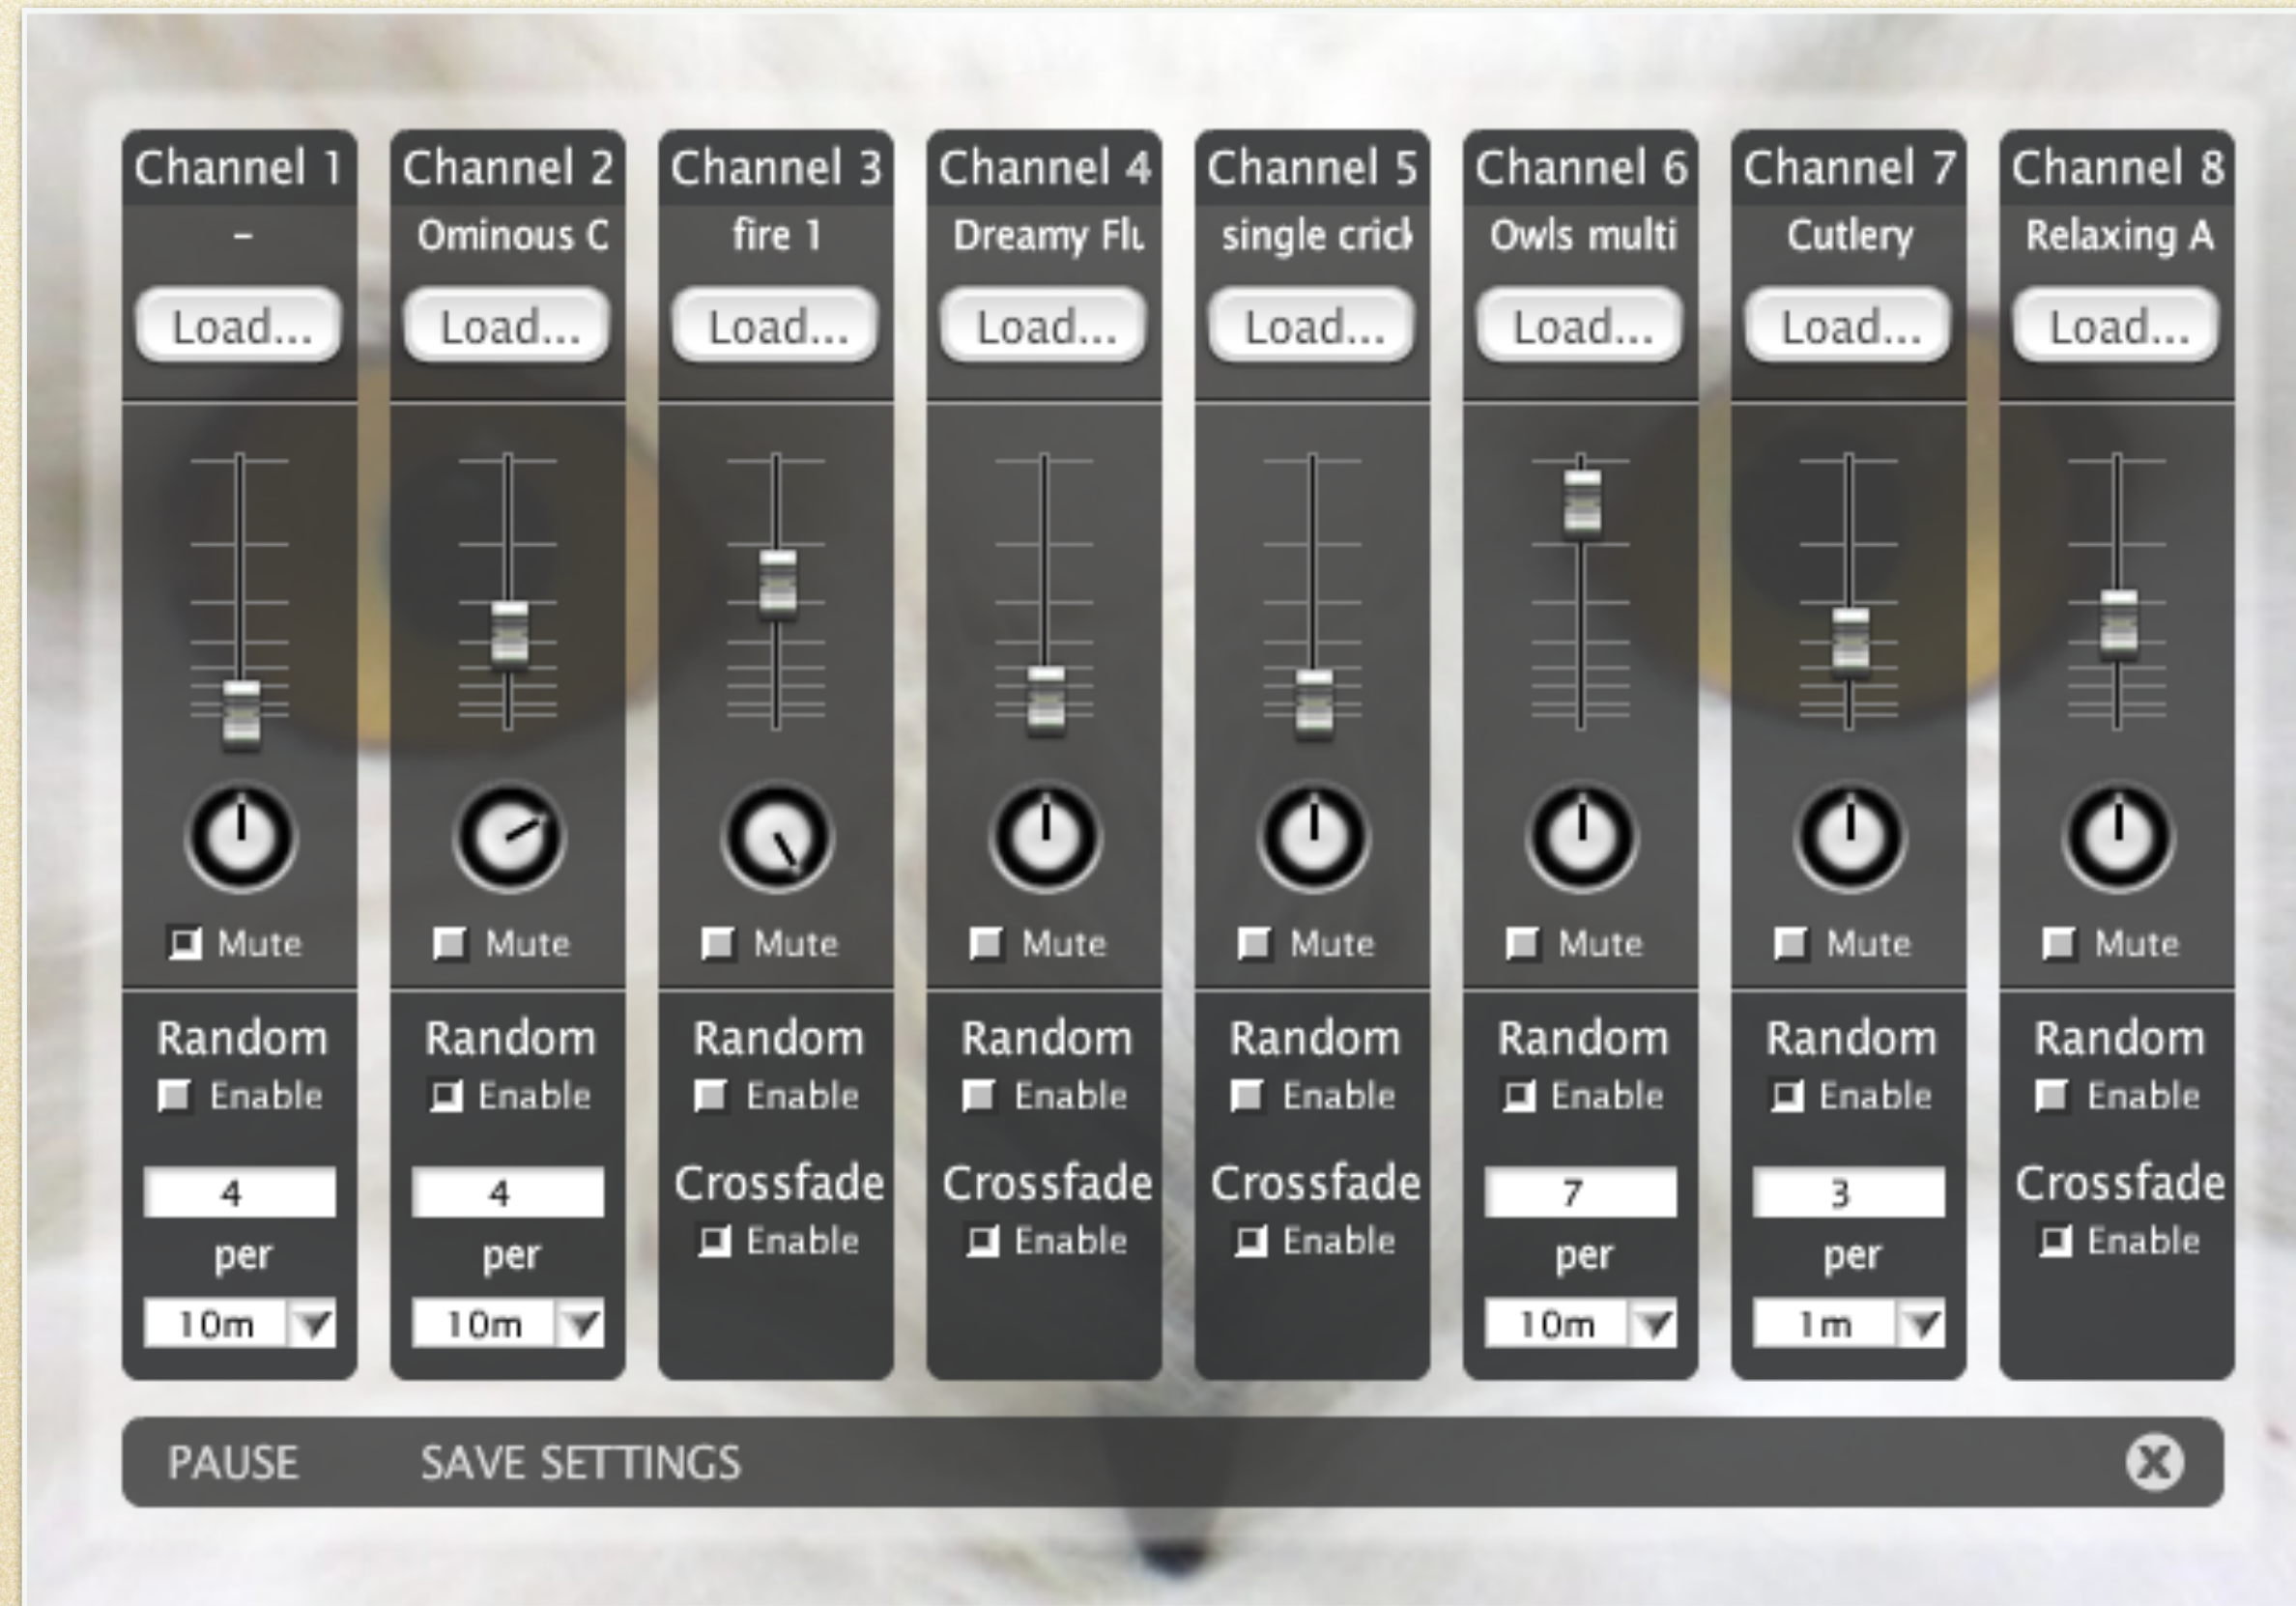 Channel 1
-
Load...
Mute
Random
Enable
4
per
10m
Channel 2
Ominous C
Load...
Mute
Random
Enable
4
per
10m
Channel 3
fire 1
Load...
Mute
Random
Enable
Crossfade
Enable
Channel 4
Dreamy Flu
Load...
Mute
Random
Enable
Crossfade
Enable
Channel 5
single crick
Load...
Mute
Random
Enable
Crossfade
Enable
Channel 6
Owls multi
Load...
Mute
Random
Enable
7
per
10m
Channel 7
Cutlery
Load...
Mute
Random
Enable
3
per
1m
Channel 8
Relaxing A
Load...
Mute
Random
Enable
Crossfade
Enable
PAUSE SAVE SETTINGS X